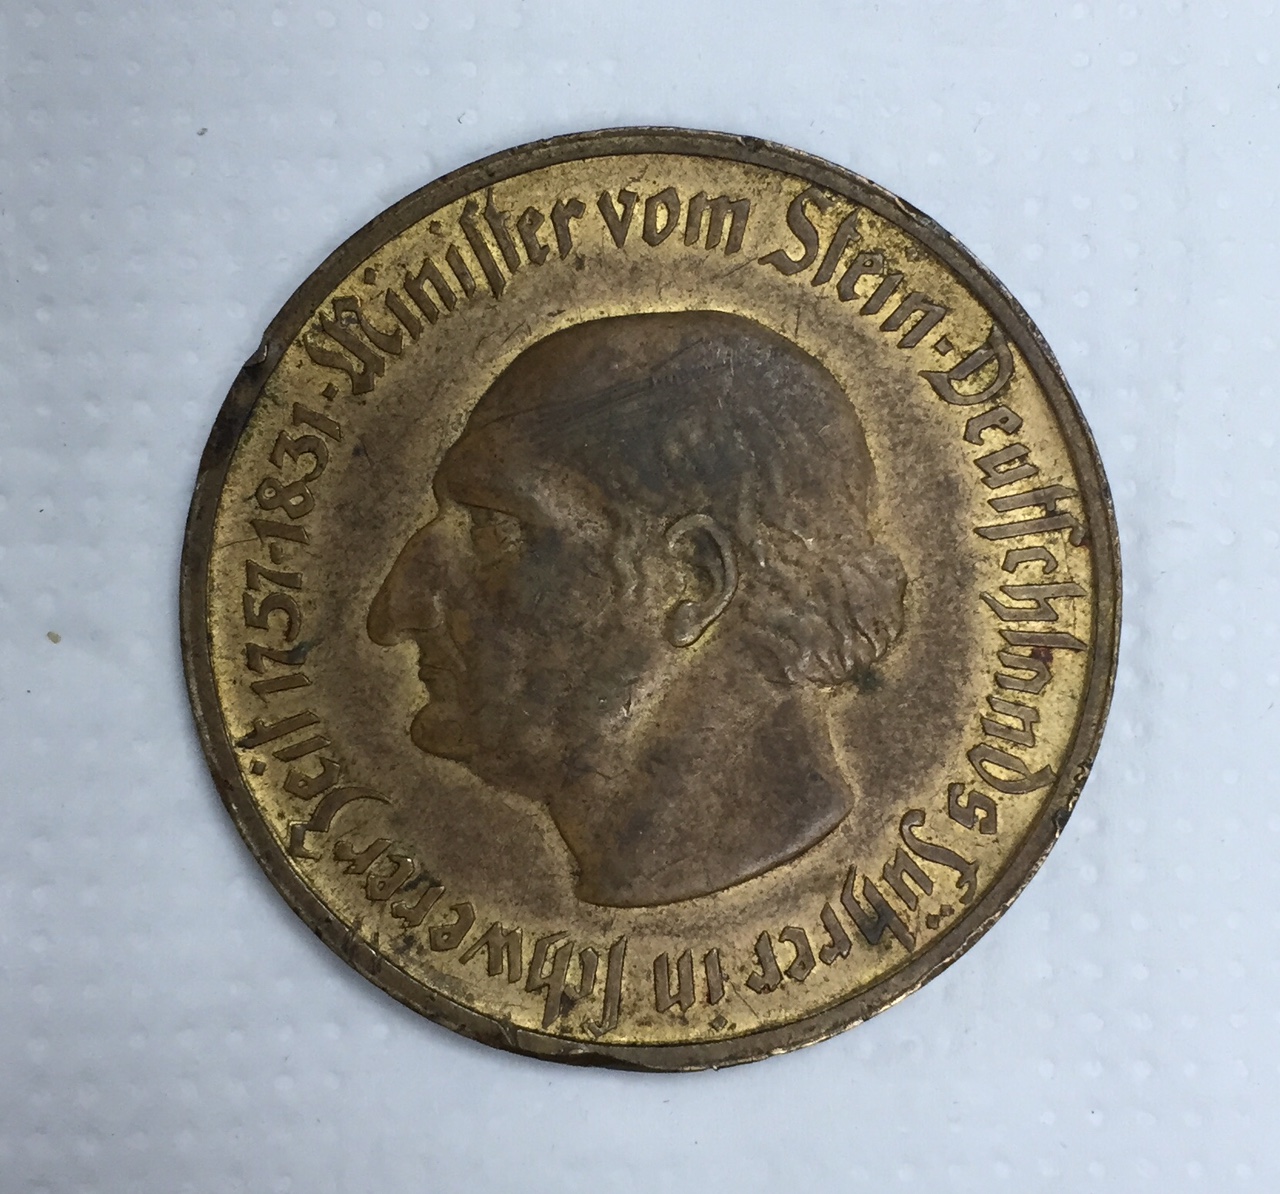 Miniſter vom Stein · Deutſchlands Führer in ſchwerer Zeit 1757-1831 ·